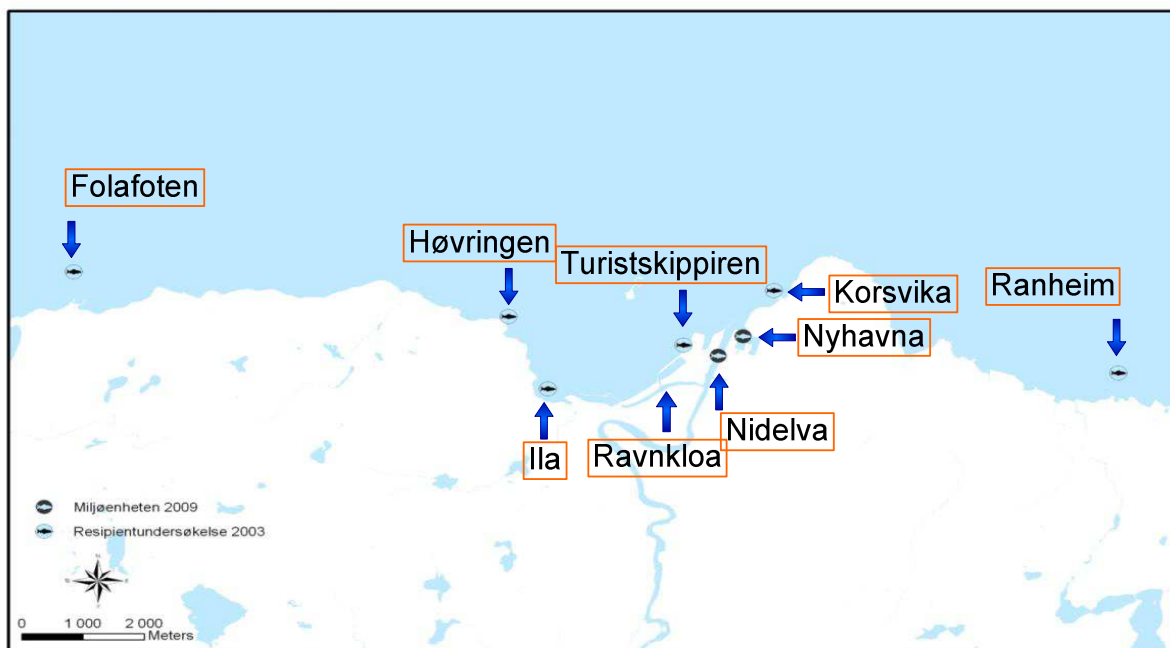 Folafoten
Høvringen
Turistskippiren
Korsvika
Ranheim
Nyhavna
Nidelva
Ila
Ravnkloa
Miljøenheten 2009
Resipientundersøkelse 2003
0 1 000 2 000
Meters